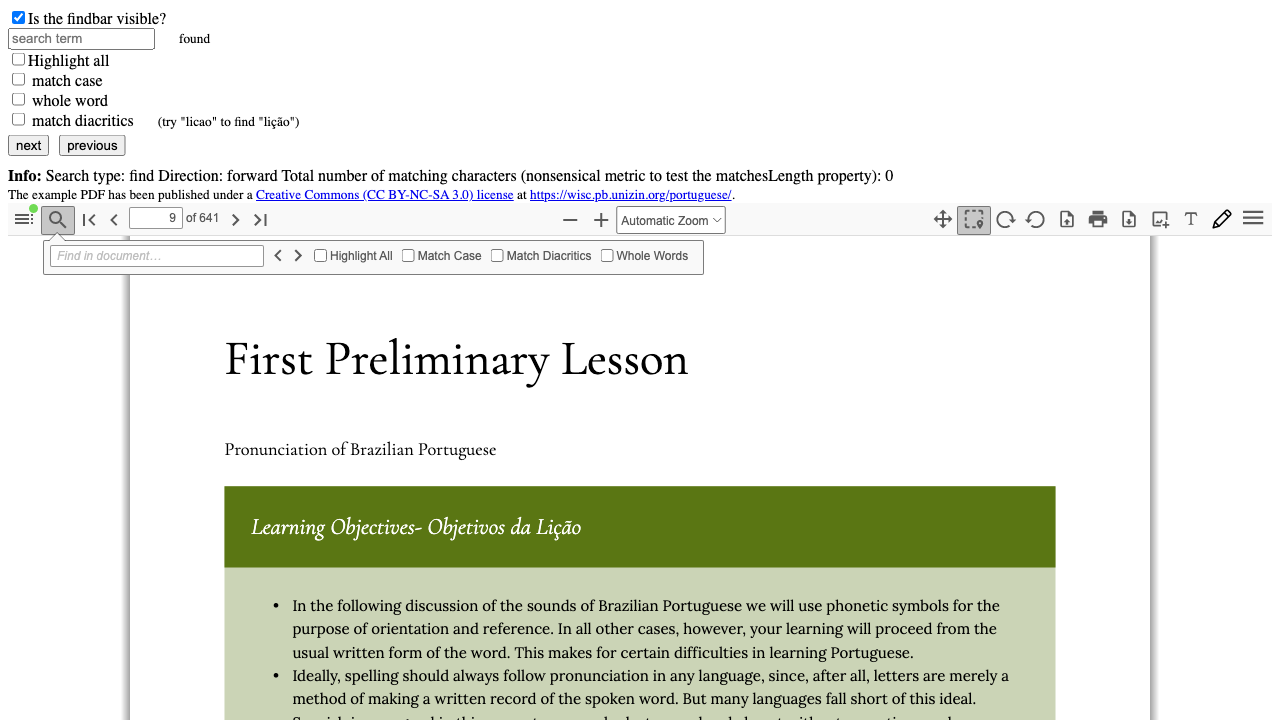 Is the findbar visible?
search term found
Highlight all
match case
whole word
match diacritics (try "licao" to find "lição")
next previous
Info: Search type: find Direction: forward Total number of matching characters (nonsensical metric to test the matchesLength property): 0
The example PDF has been published under a Creative Commons (CC BY-NC-SA 3.0) license at https://wisc.pb.unizin.org/portuguese/.
9 of 641 Automatic Zoom
Find in document… Highlight All Match Case Match Diacritics Whole Words
First Preliminary Lesson
Pronunciation of Brazilian Portuguese
Learning Objectives- Objetivos da Lição
• In the following discussion of the sounds of Brazilian Portuguese we will use phonetic symbols for the
purpose of orientation and reference. In all other cases, however, your learning will proceed from the
usual written form of the word. This makes for certain difficulties in learning Portuguese.
• Ideally, spelling should always follow pronunciation in any language, since, after all, letters are merely a
method of making a written record of the spoken word. But many languages fall short of this ideal.